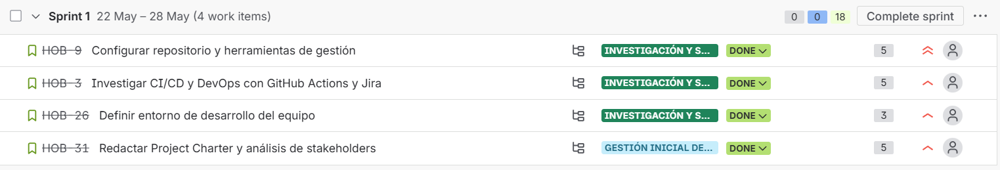 Sprint 1 22 May – 28 May (4 work items) 0 0 18 Complete sprint
HOB-9 Configurar repositorio y herramientas de gestión INVESTIGACIÓN Y S... DONE 5
HOB-3 Investigar CI/CD y DevOps con GitHub Actions y Jira INVESTIGACIÓN Y S... DONE 5
HOB-26 Definir entorno de desarrollo del equipo INVESTIGACIÓN Y S... DONE 3
HOB-31 Redactar Project Charter y análisis de stakeholders GESTIÓN INICIAL DE... DONE 5